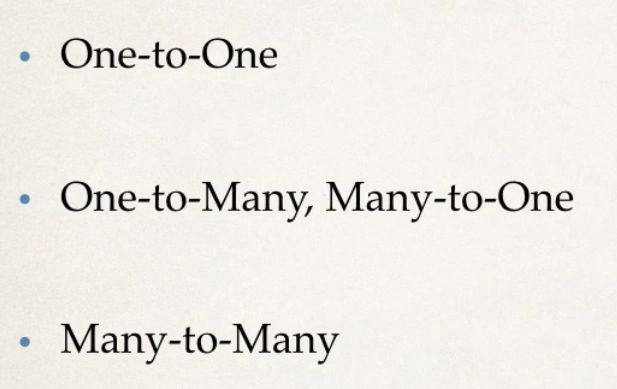 • One-to-One
• One-to-Many, Many-to-One
• Many-to-Many